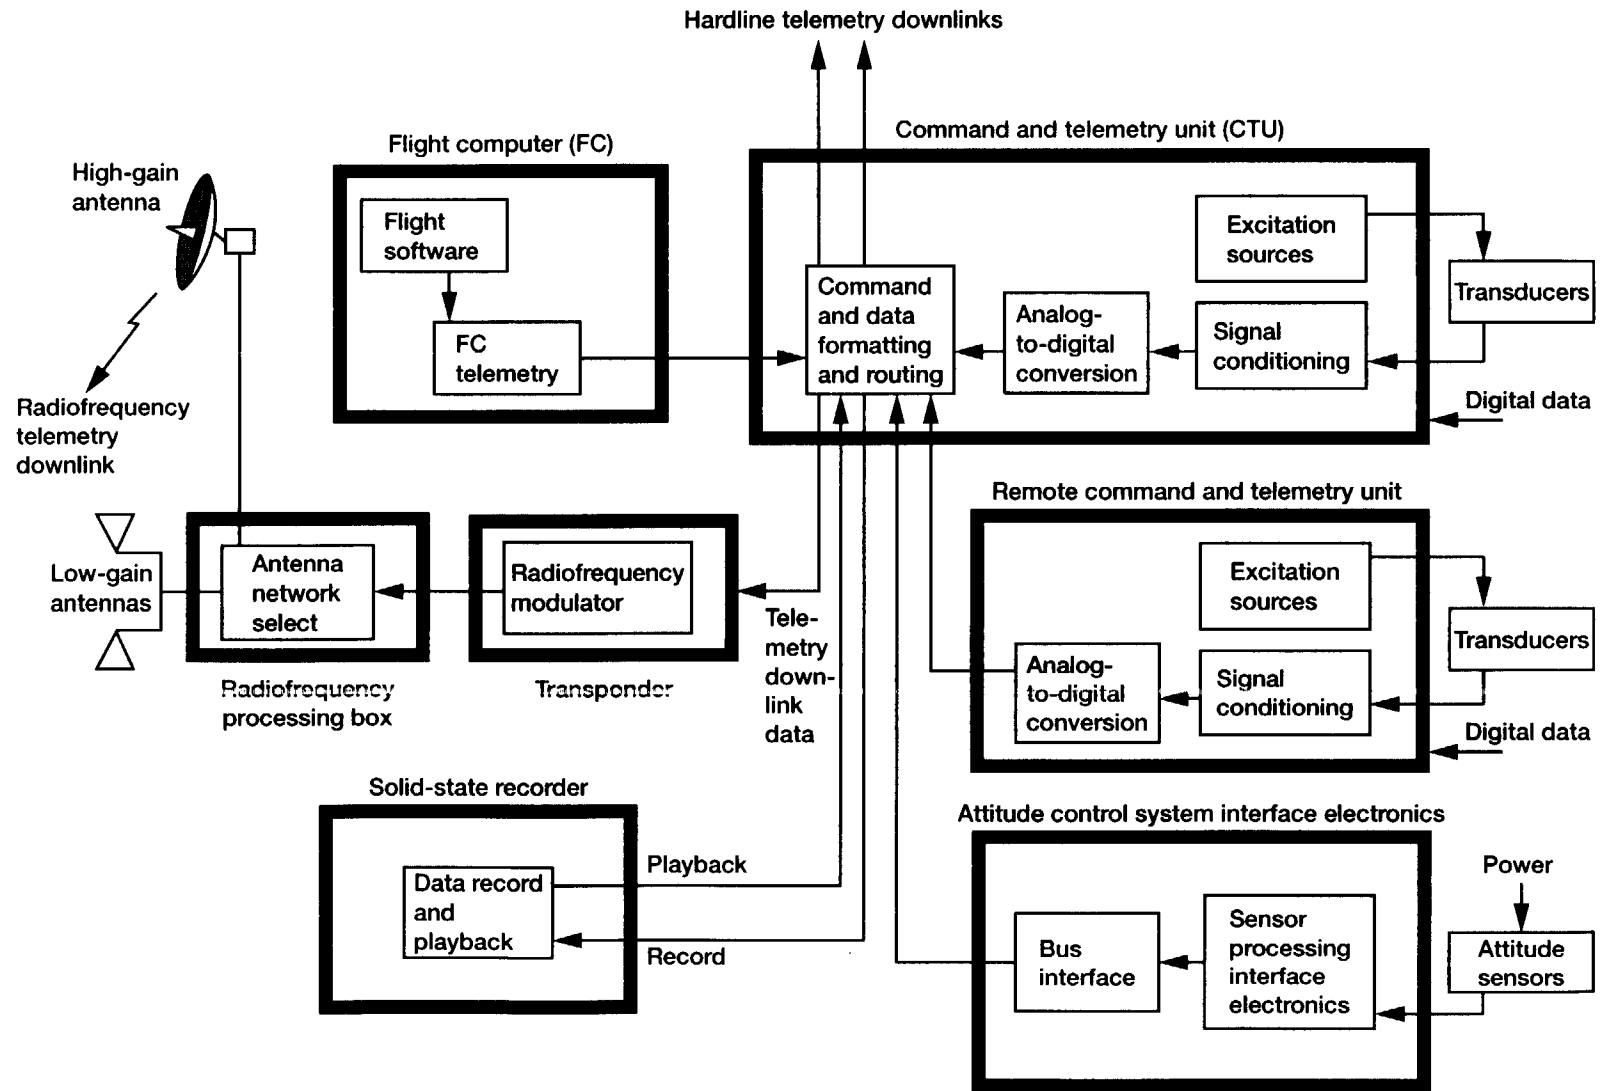 Hardline telemetry downlinks
Command and telemetry unit (CTU)
Flight computer (FC)
High-gain
antenna
Flight
software
FC
telemetry
Command
and data
formatting
and routing
Analog-
to-digital
conversion
Excitation
sources
Signal
conditioning
Transducers
Digital data
Radiofrequency
telemetry
downlink
Low-gain
antennas
Antenna
network
select
Radiofrequency
processing box
Radiofrequency
modulator
Transponder
Tele-
metry
down-
link
data
Remote command and telemetry unit
Excitation
sources
Transducers
Analog-
to-digital
conversion
Signal
conditioning
Digital data
Solid-state recorder
Data record
and
playback
Playback
Record
Attitude control system interface electronics
Bus
interface
Sensor
processing
interface
electronics
Power
Attitude
sensors